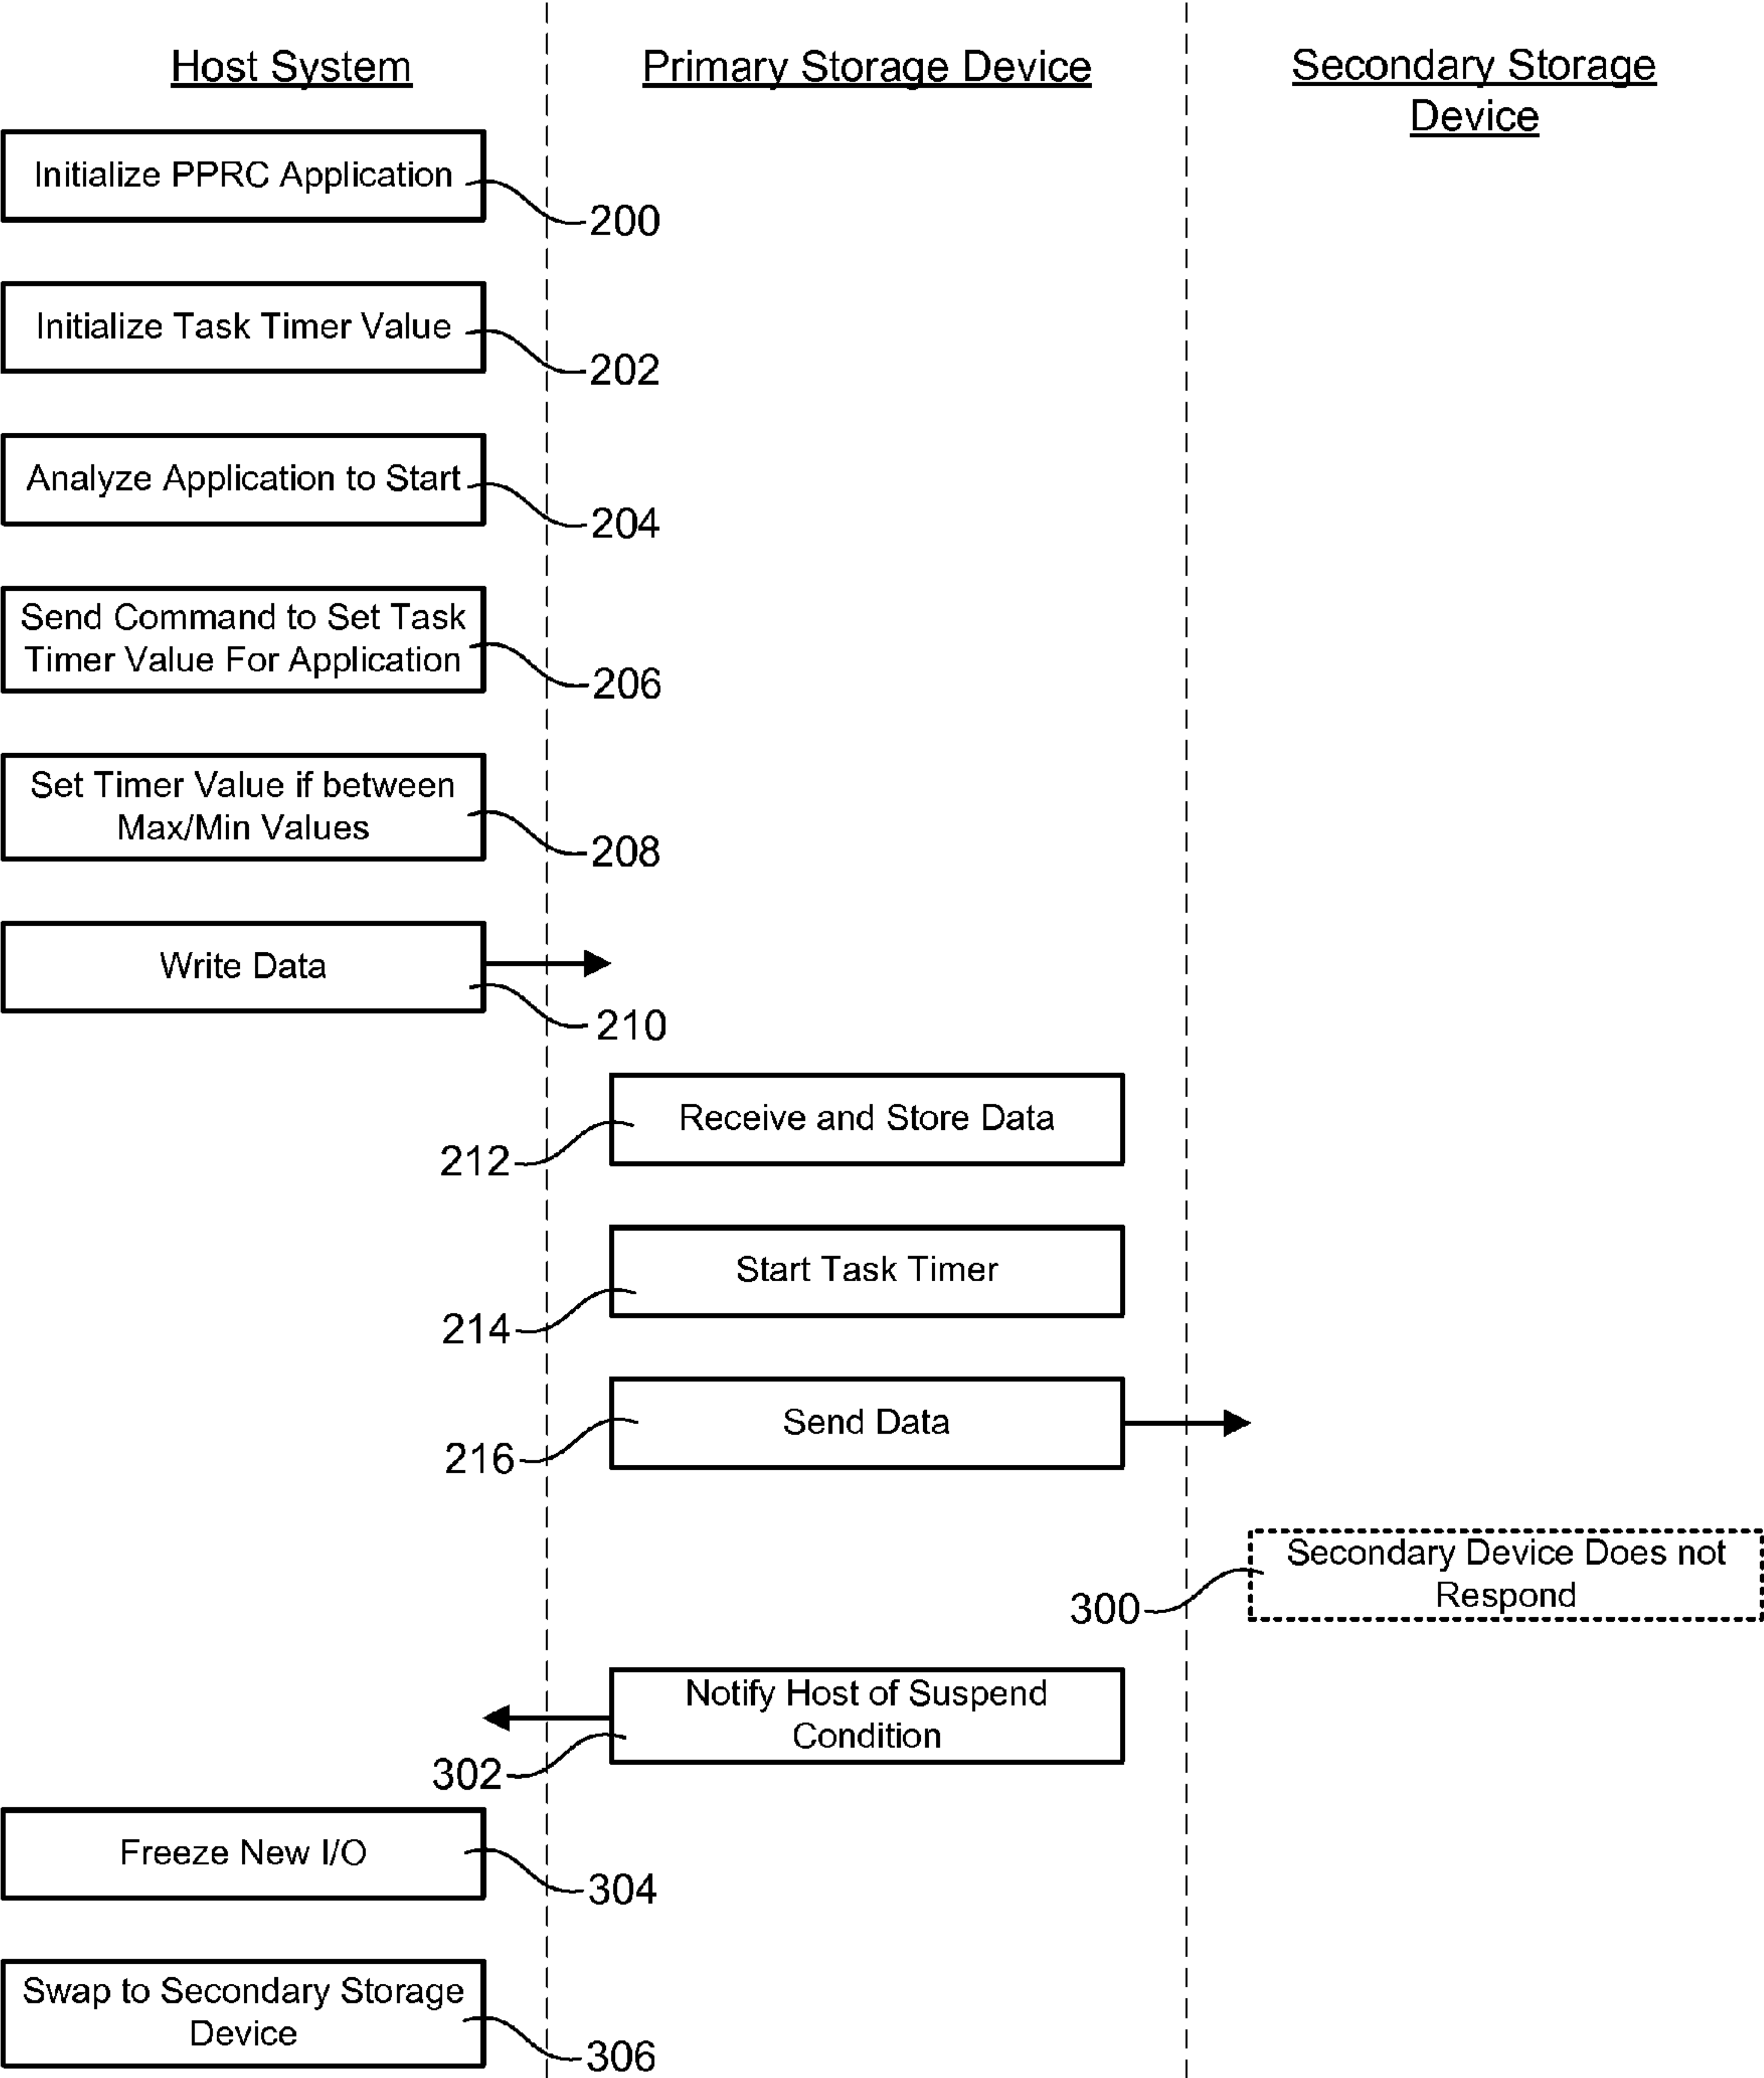 Host System
Primary Storage Device
Secondary Storage
Device
Initialize PPRC Application
200
Initialize Task Timer Value
202
Analyze Application to Start
204
Send Command to Set Task
Timer Value For Application
206
Set Timer Value if between
Max/Min Values
208
Write Data
210
Receive and Store Data
212
Start Task Timer
214
Send Data
216
Secondary Device Does not
Respond
300
Notify Host of Suspend
Condition
302
Freeze New I/O
304
Swap to Secondary Storage
Device
306